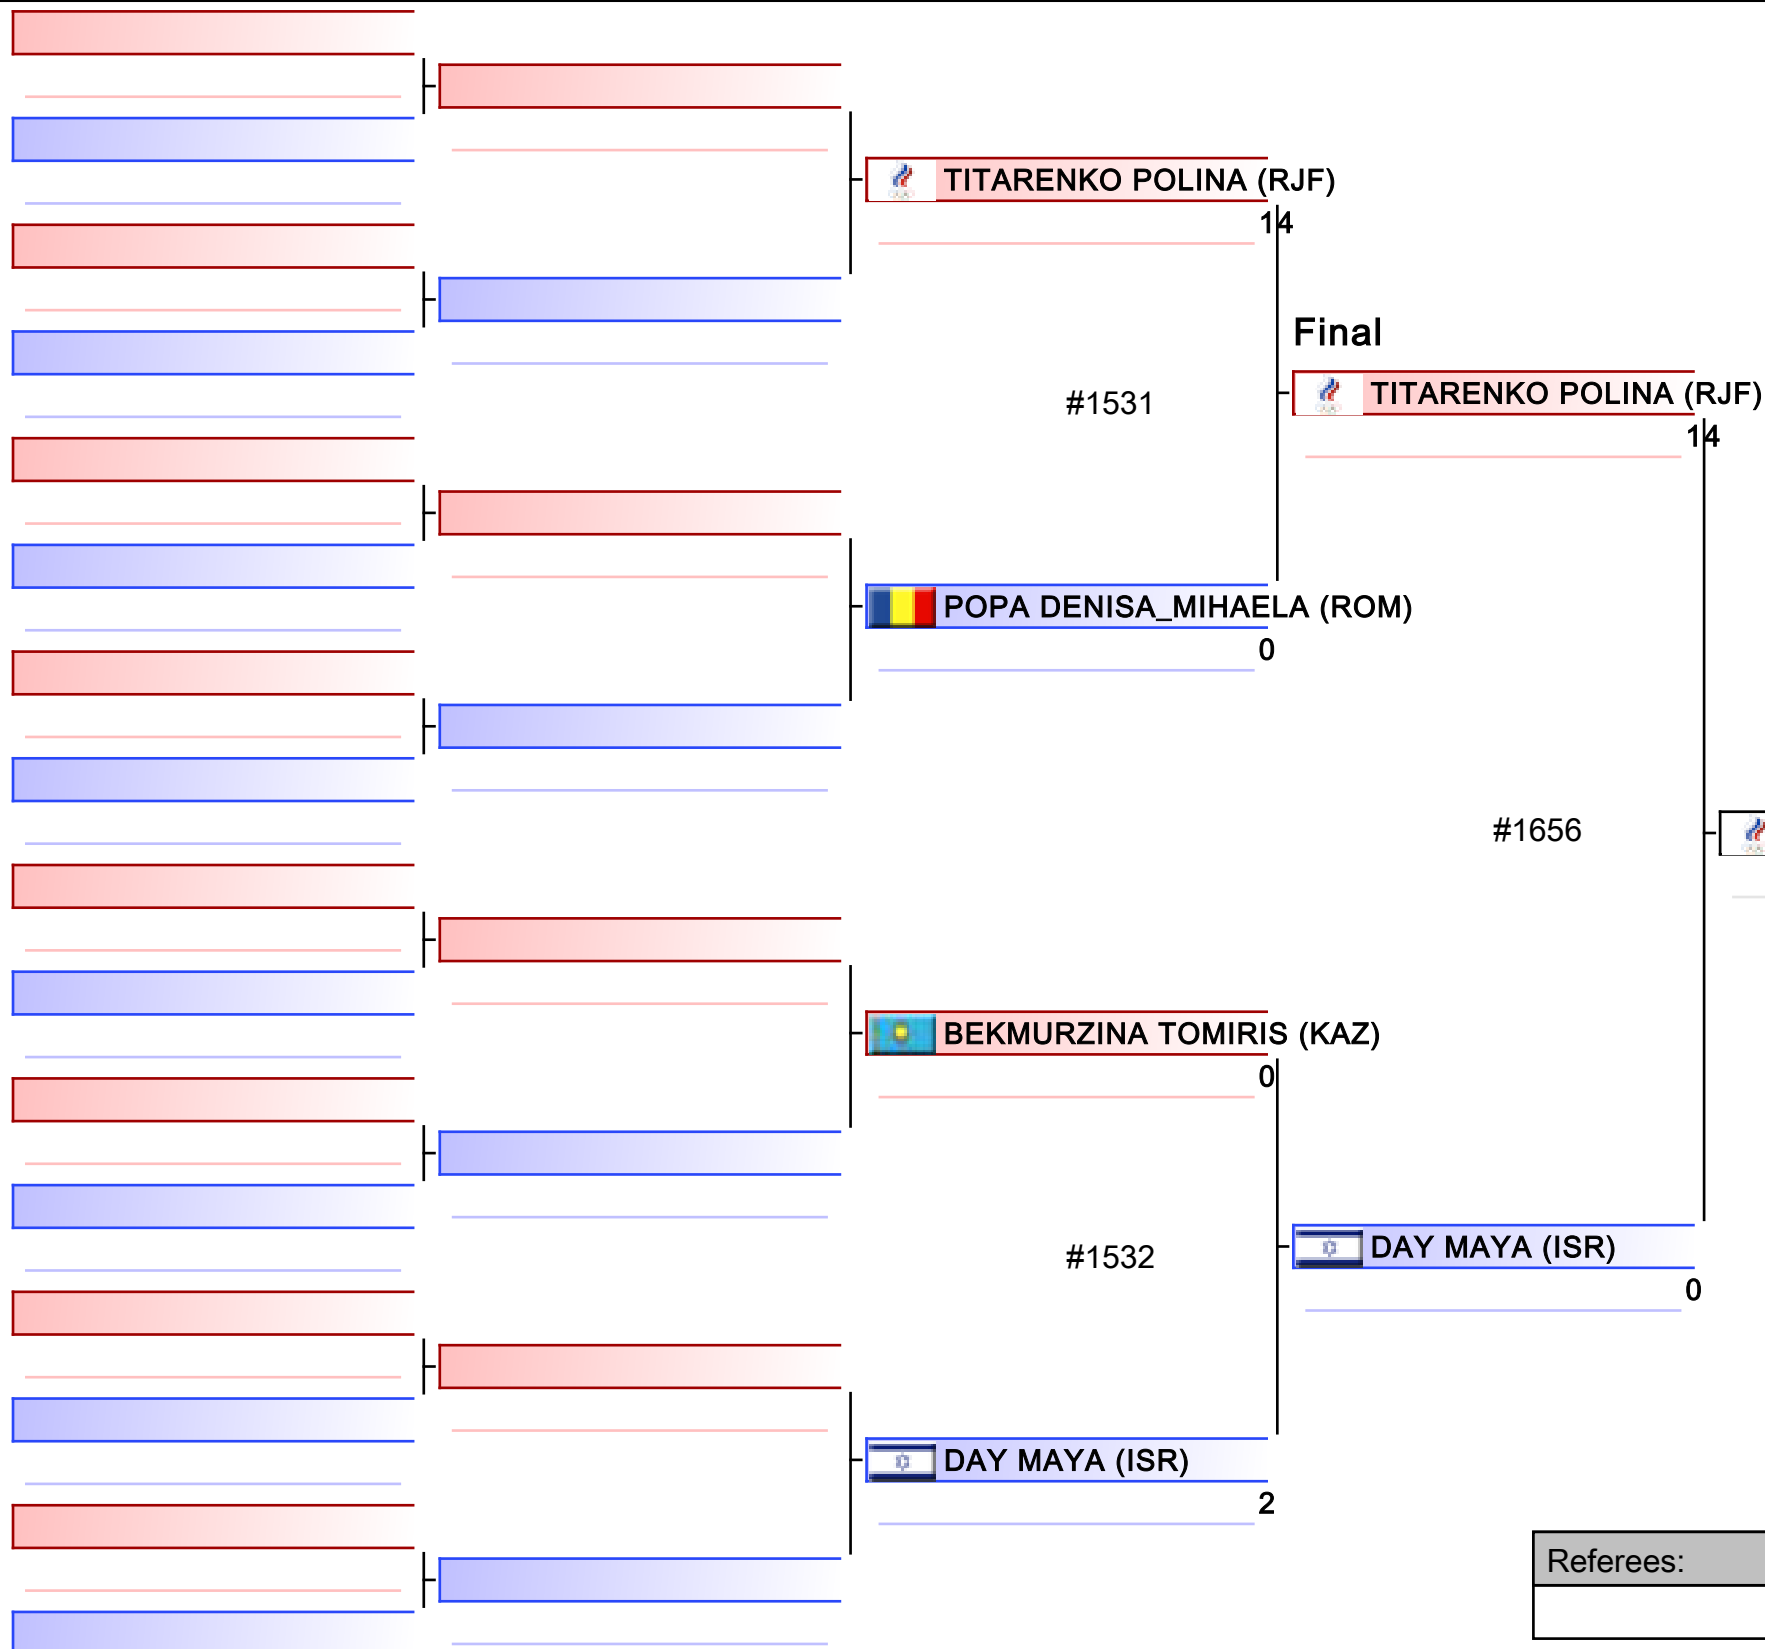 TITARENKO POLINA (RJF)
14
Final
#1531
TITARENKO POLINA (RJF)
14
POPA DENISA_MIHAELA (ROM)
0
#1656
BEKMURZINA TOMIRIS (KAZ)
0
#1532
DAY MAYA (ISR)
0
DAY MAYA (ISR)
2
Referees: